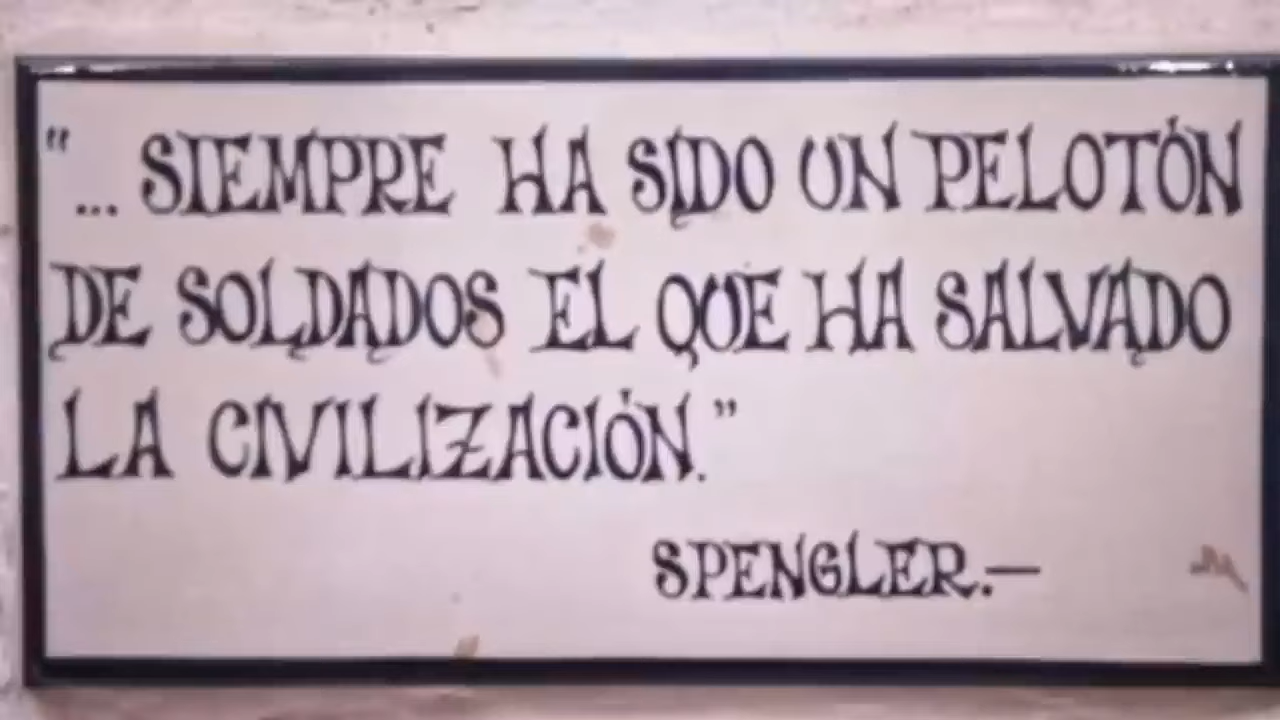 "... SIEMPRE HA SIDO UN PELOTÓN
DE SOLDADOS EL QUE HA SALVADO
LA CIVILIZACIÓN."
SPENGLER.—